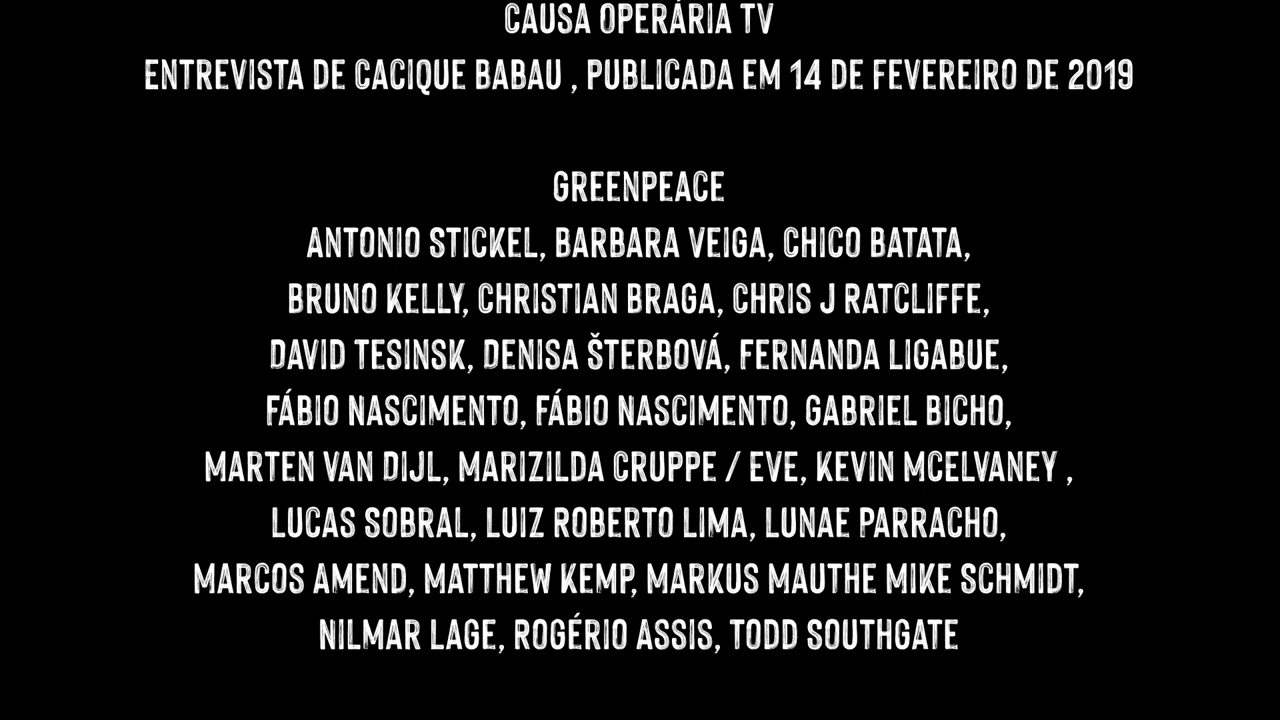 CAUSA OPERÁRIA TV
ENTREVISTA DE CACIQUE BABAU , PUBLICADA EM 14 DE FEVEREIRO DE 2019
GREENPEACE
ANTONIO STICKEL, BARBARA VEIGA, CHICO BATATA,
BRUNO KELLY, CHRISTIAN BRAGA, CHRIS J RATCLIFFE,
DAVID TESINSK, DENISA ŠTERBOVÁ, FERNANDA LIGABUE,
FÁBIO NASCIMENTO, FÁBIO NASCIMENTO, GABRIEL BICHO,
MARTEN VAN DIJL, MARIZILDA CRUPPE / EVE, KEVIN MCELVANEY ,
LUCAS SOBRAL, LUIZ ROBERTO LIMA, LUNAE PARRACHO,
MARCOS AMEND, MATTHEW KEMP, MARKUS MAUTHE MIKE SCHMIDT,
NILMAR LAGE, ROGÉRIO ASSIS, TODD SOUTHGATE